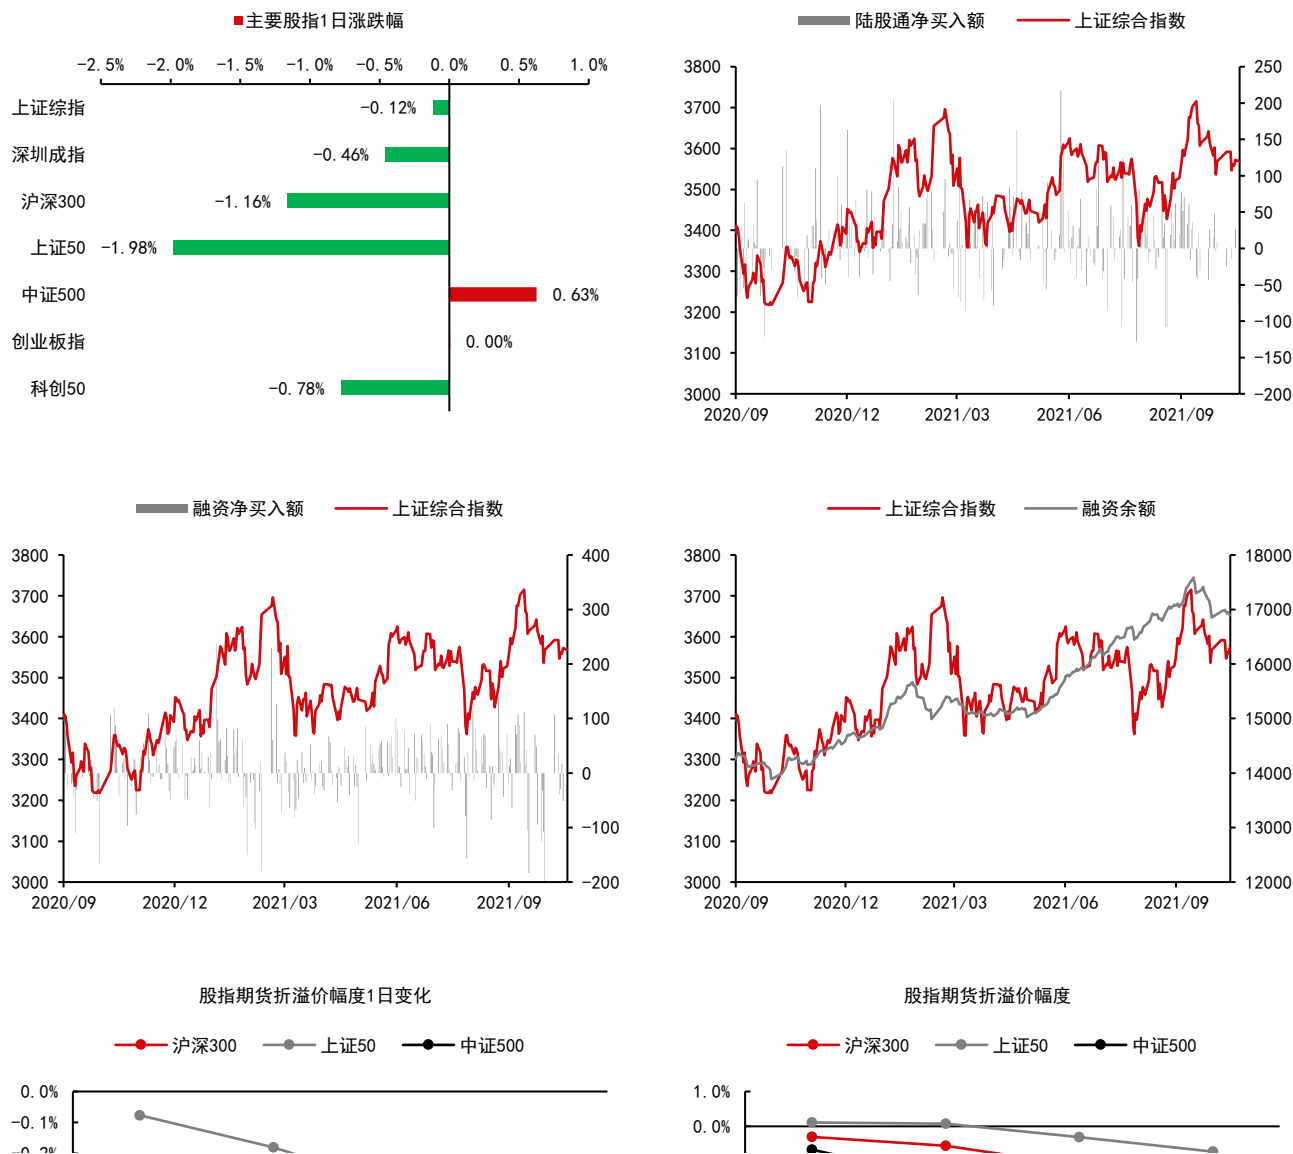 主要股指1日涨跌幅
-2.5% -2.0% -1.5% -1.0% -0.5% 0.0% 0.5% 1.0%
上证综指 -0.12%
深圳成指 -0.46%
沪深300 -1.16%
上证50 -1.98%
中证500 0.63%
创业板指 0.00%
科创50 -0.78%
陆股通净买入额 上证综合指数
3800 250
3700 200
3600 150
3500 100
3400 50
3300 0
3200 -50
3100 -100
3000 -150
-200
2020/09 2020/12 2021/03 2021/06 2021/09
融资净买入额 上证综合指数
3800 400
3700 300
3600 200
3500 100
3400 0
3300 -100
3200 -200
3100
3000
2020/09 2020/12 2021/03 2021/06 2021/09
上证综合指数 融资余额
3800 18000
3700 17000
3600 16000
3500 15000
3400 14000
3300 13000
3200 12000
3100
3000
2020/09 2020/12 2021/03 2021/06 2021/09
股指期货折溢价幅度1日变化
沪深300 上证50 中证500
0.0%
-0.1%
-0.2%
股指期货折溢价幅度
沪深300 上证50 中证500
1.0%
0.0%